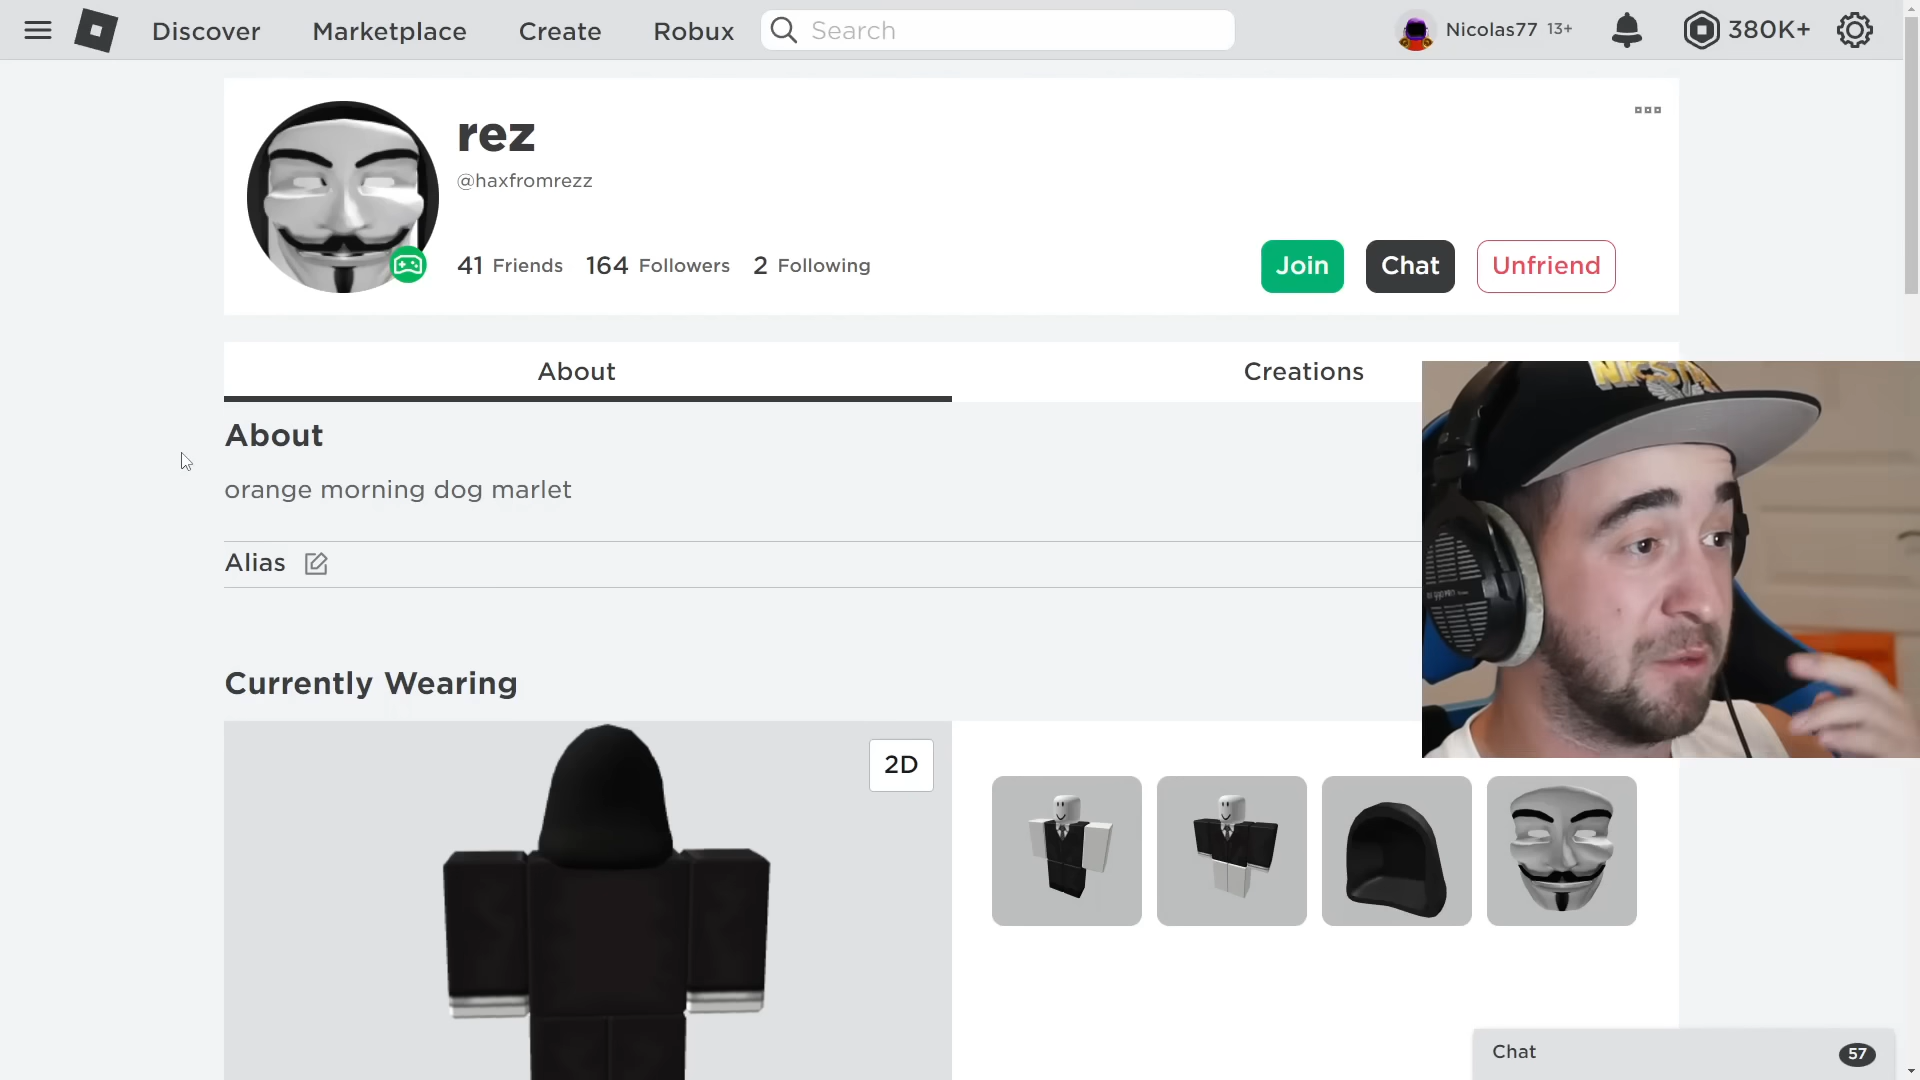 Discover Marketplace Create Robux Search Nicolas77 13+ 380K+
rez
@haxfromrezz
41 Friends 164 Followers 2 Following
Join Chat Unfriend
About Creations
About
orange morning dog marlet
Alias
Currently Wearing
2D
Chat 57